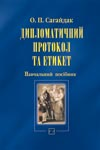 О. П. Сагайдак
ДИПЛОМАТИЧНИЙ
ПРОТОКОЛ
ТА ЕТИКЕТ
Навчальний посібник